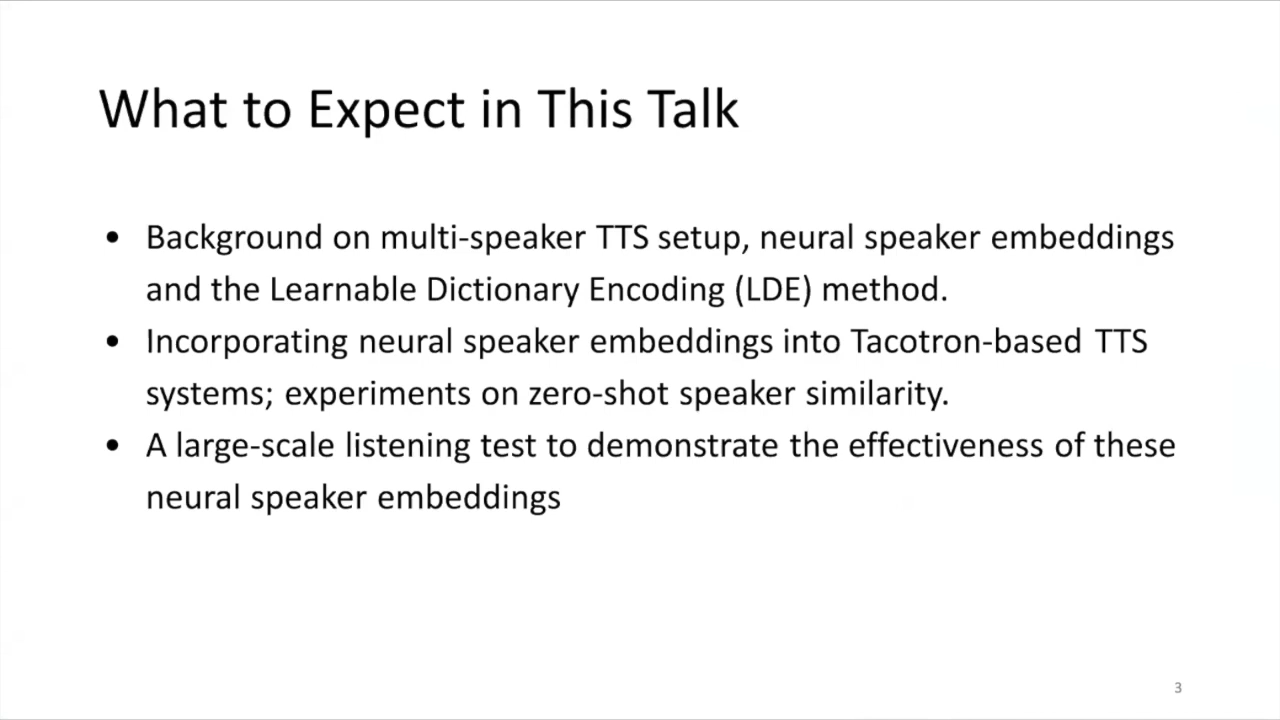 What to Expect in This Talk
• Background on multi-speaker TTS setup, neural speaker embeddings
and the Learnable Dictionary Encoding (LDE) method.
• Incorporating neural speaker embeddings into Tacotron-based TTS
systems; experiments on zero-shot speaker similarity.
• A large-scale listening test to demonstrate the effectiveness of these
neural speaker embeddings
3